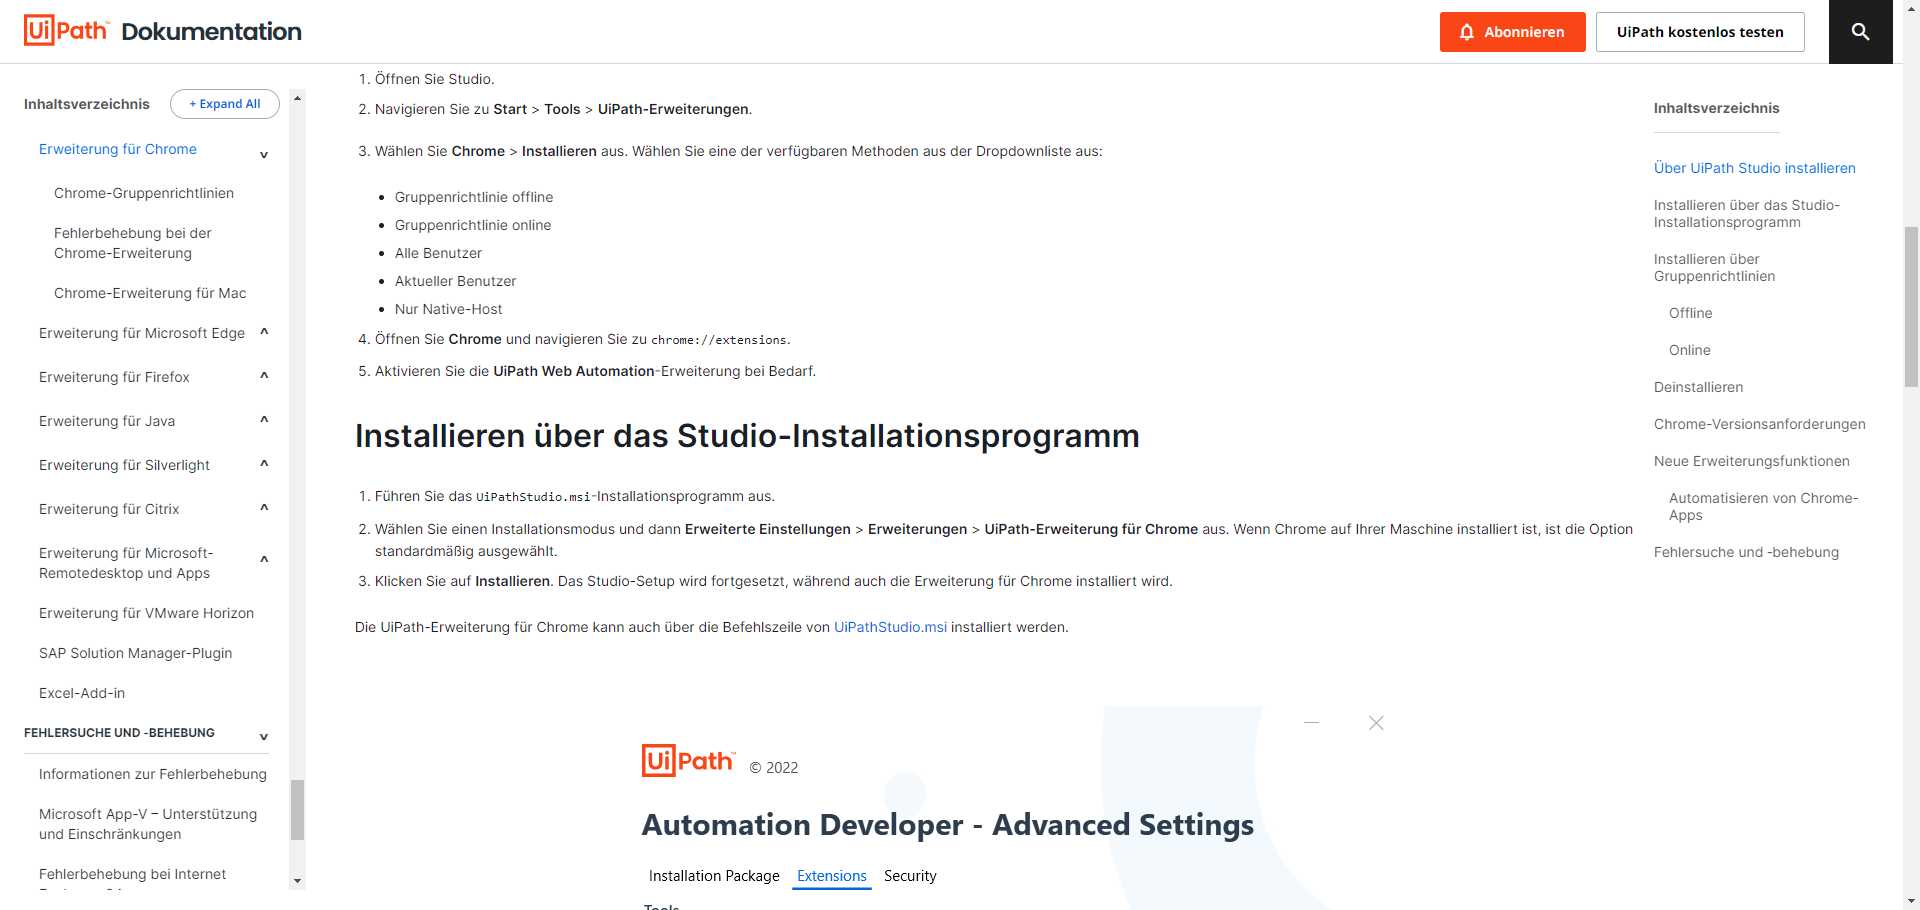 UiPath™ Dokumentation
Abonnieren
UiPath kostenlos testen
Inhaltsverzeichnis
+ Expand All
Erweiterung für Chrome
Chrome-Gruppenrichtlinien
Fehlerbehebung bei der
Chrome-Erweiterung
Chrome-Erweiterung für Mac
Erweiterung für Microsoft Edge
Erweiterung für Firefox
Erweiterung für Java
Erweiterung für Silverlight
Erweiterung für Citrix
Erweiterung für Microsoft-
Remotedesktop und Apps
Erweiterung für VMware Horizon
SAP Solution Manager-Plugin
Excel-Add-in
FEHLERSUCHE UND -BEHEBUNG
Informationen zur Fehlerbehebung
Microsoft App-V – Unterstützung
und Einschränkungen
Fehlerbehebung bei Internet
1. Öffnen Sie Studio.
2. Navigieren Sie zu Start > Tools > UiPath-Erweiterungen.
3. Wählen Sie Chrome > Installieren aus. Wählen Sie eine der verfügbaren Methoden aus der Dropdownliste aus:
• Gruppenrichtlinie offline
• Gruppenrichtlinie online
• Alle Benutzer
• Aktueller Benutzer
• Nur Native-Host
4. Öffnen Sie Chrome und navigieren Sie zu chrome://extensions.
5. Aktivieren Sie die UiPath Web Automation-Erweiterung bei Bedarf.
Installieren über das Studio-Installationsprogramm
1. Führen Sie das UiPathStudio.msi-Installationsprogramm aus.
2. Wählen Sie einen Installationsmodus und dann Erweiterte Einstellungen > Erweiterungen > UiPath-Erweiterung für Chrome aus. Wenn Chrome auf Ihrer Maschine installiert ist, ist die Option
standardmäßig ausgewählt.
3. Klicken Sie auf Installieren. Das Studio-Setup wird fortgesetzt, während auch die Erweiterung für Chrome installiert wird.
Die UiPath-Erweiterung für Chrome kann auch über die Befehlszeile von UiPathStudio.msi installiert werden.
UiPath™ © 2022
Automation Developer - Advanced Settings
Installation Package Extensions Security
Tools
Inhaltsverzeichnis
Über UiPath Studio installieren
Installieren über das Studio-
Installationsprogramm
Installieren über
Gruppenrichtlinien
Offline
Online
Deinstallieren
Chrome-Versionsanforderungen
Neue Erweiterungsfunktionen
Automatisieren von Chrome-
Apps
Fehlersuche und -behebung